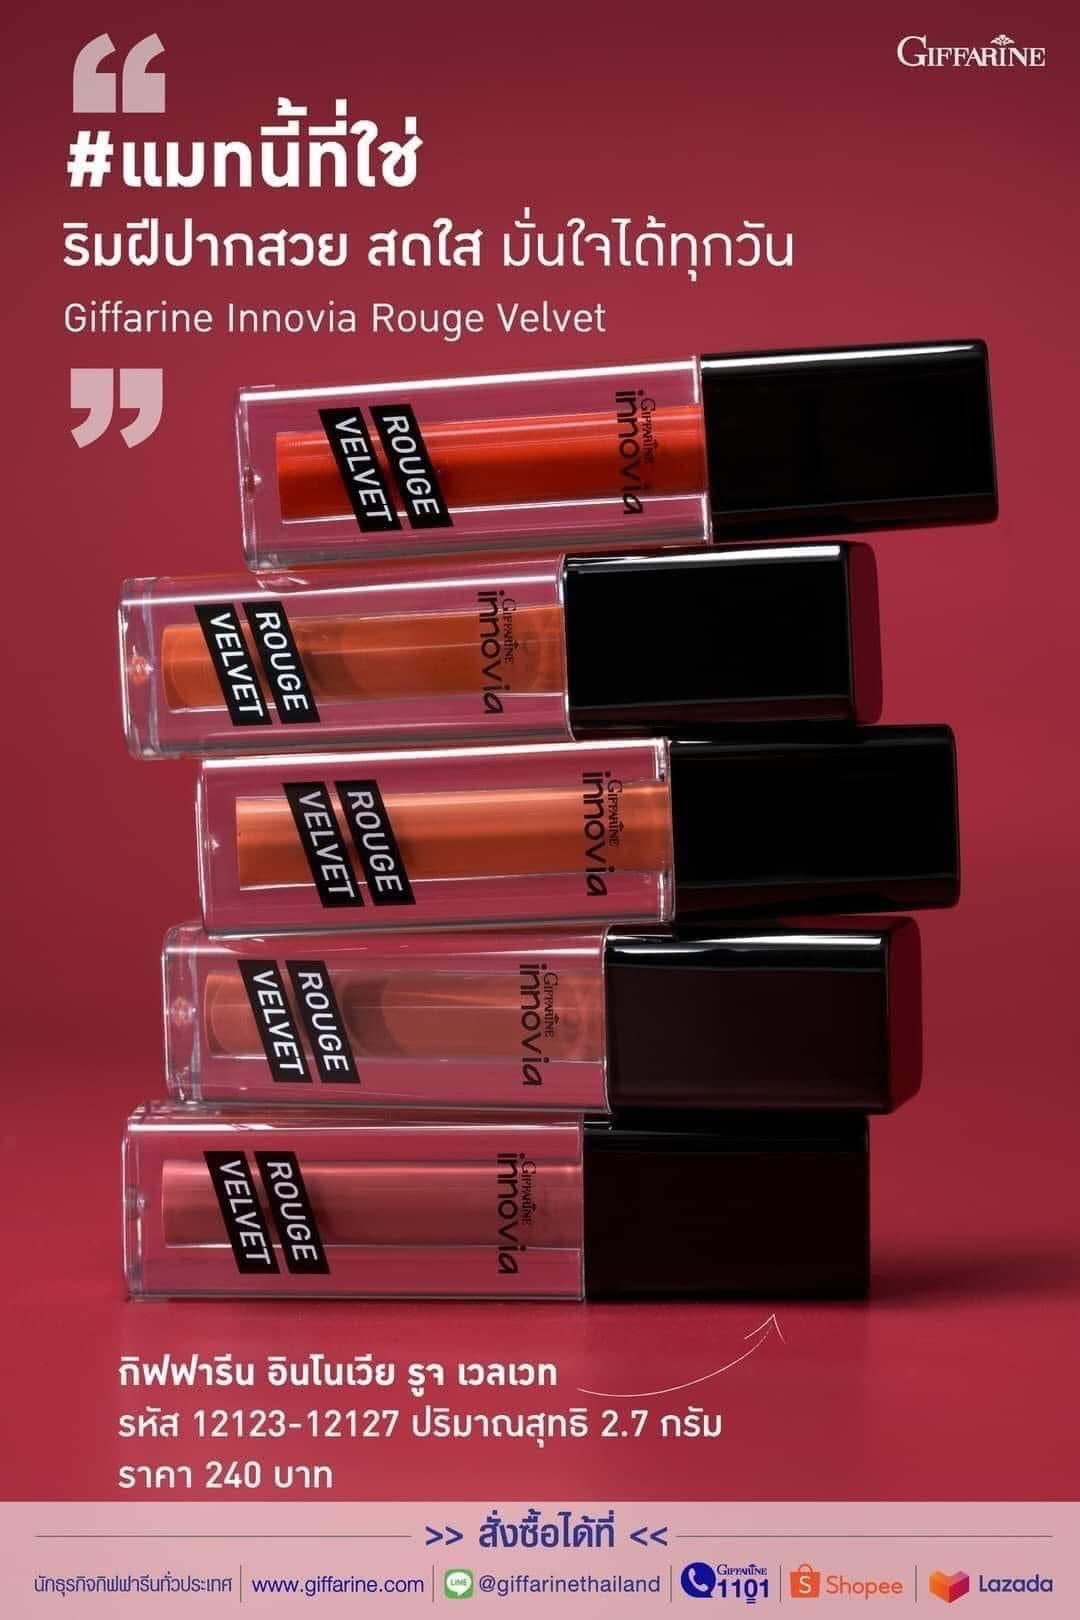 GIFFARINE
#แมทนี้ที่ใช่
ริมฝีปากสวย สดใส มั่นใจได้ทุกวัน
Giffarine Innovia Rouge Velvet
ROUGE
VELVET
GIFFARINE
innovia
ROUGE
VELVET
GIFFARINE
innovia
ROUGE
VELVET
GIFFARINE
innovia
ROUGE
VELVET
GIFFARINE
innovia
ROUGE
VELVET
GIFFARINE
innovia
กิฟฟารีน อินโนเวีย รูจ เวลเวท
รหัส 12123-12127 ปริมาณสุทธิ 2.7 กรัม
ราคา 240 บาท
>> สั่งซื้อได้ที่ <<
นักธุรกิจกิฟฟารีนทั่วประเทศ | www.giffarine.com | LINE @giffarinethailand | GIFFARINE 1101 | Shopee | Lazada